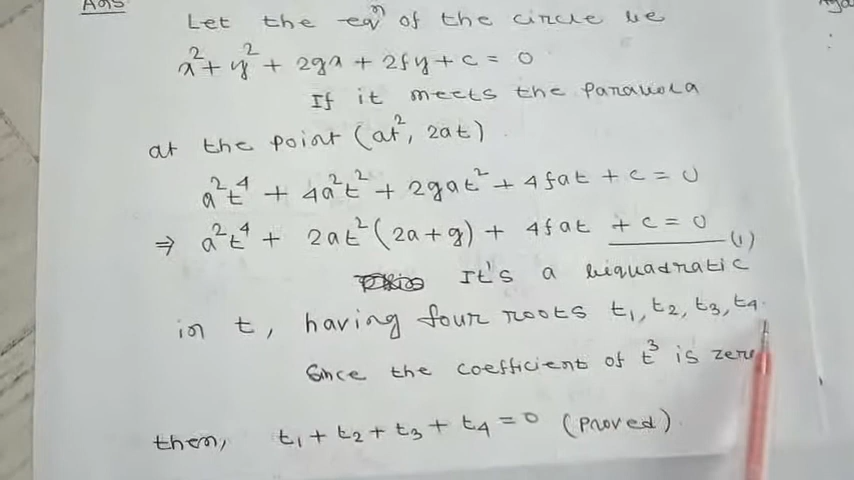 Ans
Let the eqⁿ of the circle be
x² + y² + 2gx + 2fy + c = 0
If it meets the Parabola
at the point (at², 2at)
a²t⁴ + 4a²t² + 2gat² + 4fat + c = 0
⇒ a²t⁴ + 2at²(2a+g) + 4fat + c = 0 (1)
It's a biquadratic
in t, having four roots t₁, t₂, t₃, t₄.
Since the coefficient of t³ is zero
then, t₁ + t₂ + t₃ + t₄ = 0 (Proved)